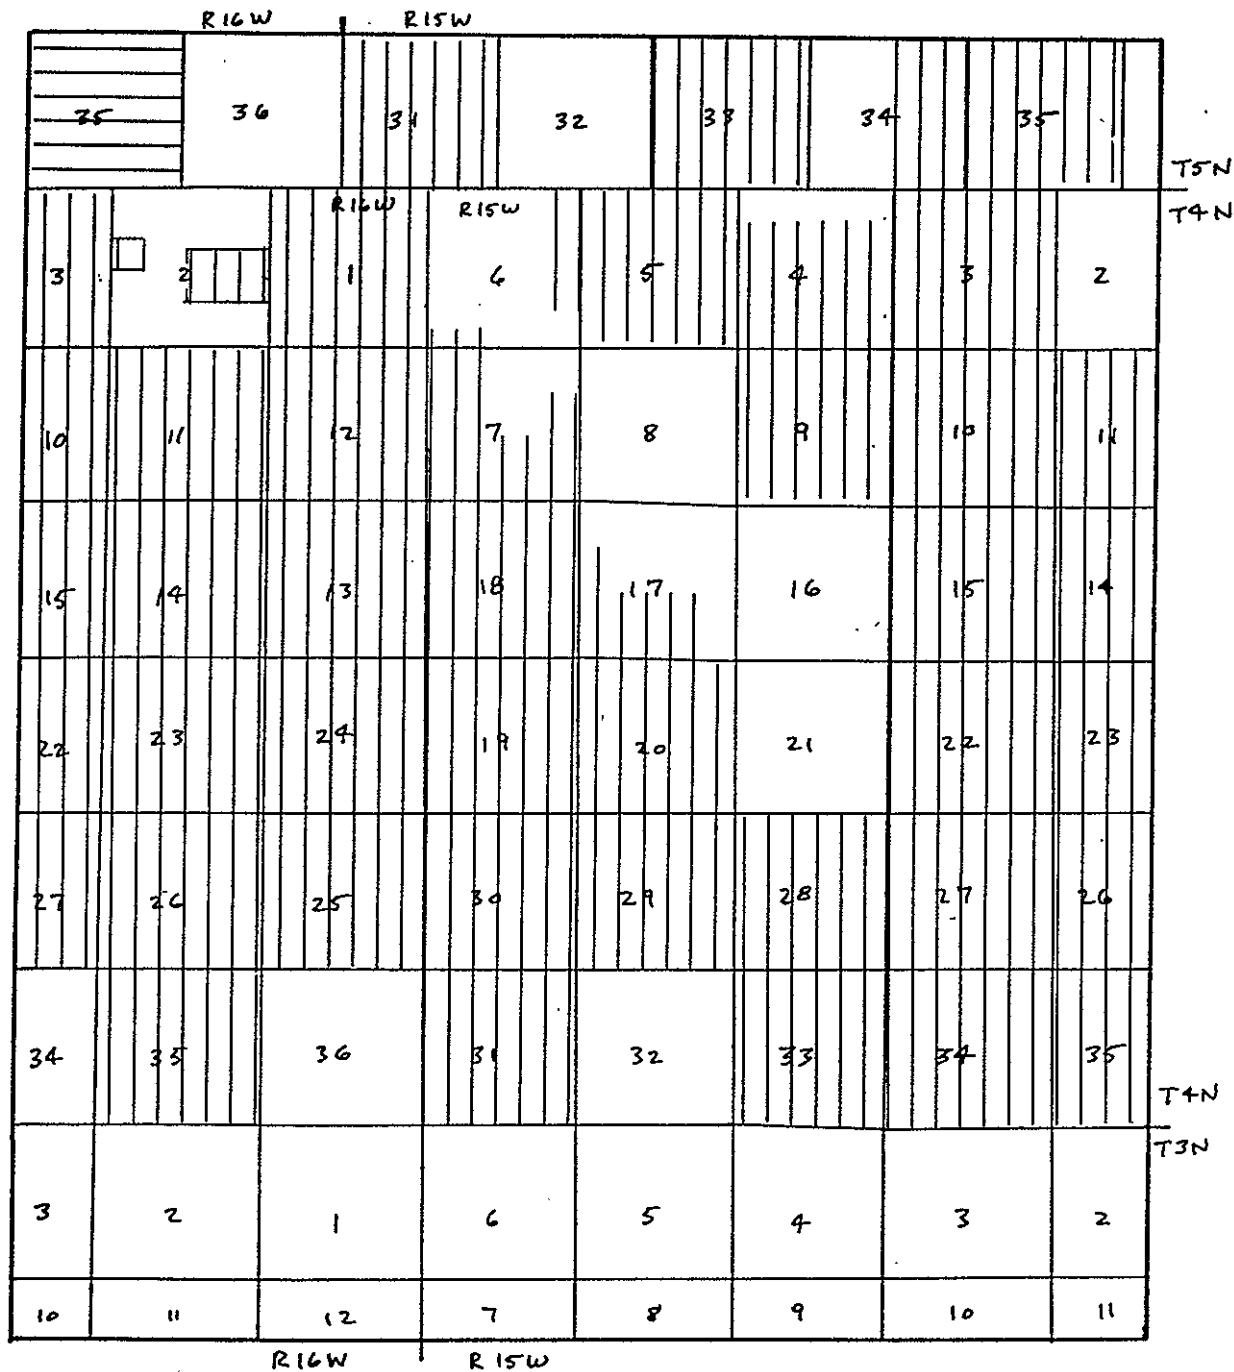 R16W R15W
35 36 31 32 33 34 35
T5N
R16W R15W T4N
3 2 1 6 5 4 3 2
10 11 12 7 8 9 10 11
15 14 13 18 17 16 15 14
22 23 24 19 20 21 22 23
27 26 25 30 29 28 27 26
34 35 36 31 32 33 34 35
T4N
T3N
3 2 1 6 5 4 3 2
10 11 12 7 8 9 10 11
R16W R15W